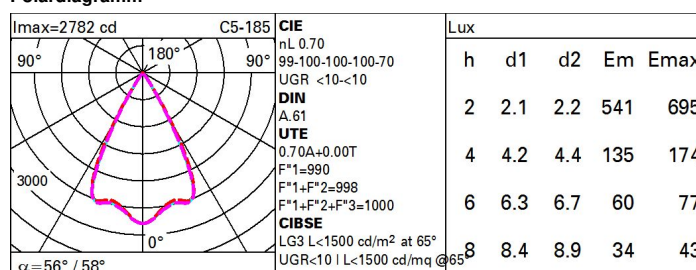 Imax=2782 cd C5-185
90° 180° 90°
3000
0°
α=56° / 58°
CIE
nL 0.70
99-100-100-100-70
UGR <10-<10
DIN
A.61
UTE
0.70A+0.00T
F"1=990
F"1+F"2=998
F"1+F"2+F"3=1000
CIBSE
LG3 L<1500 cd/m² at 65°
UGR<10 | L<1500 cd/mq @65°
Lux
h d1 d2 Em Emax
2 2.1 2.2 541 695
4 4.2 4.4 135 174
6 6.3 6.7 60 77
8 8.4 8.9 34 43